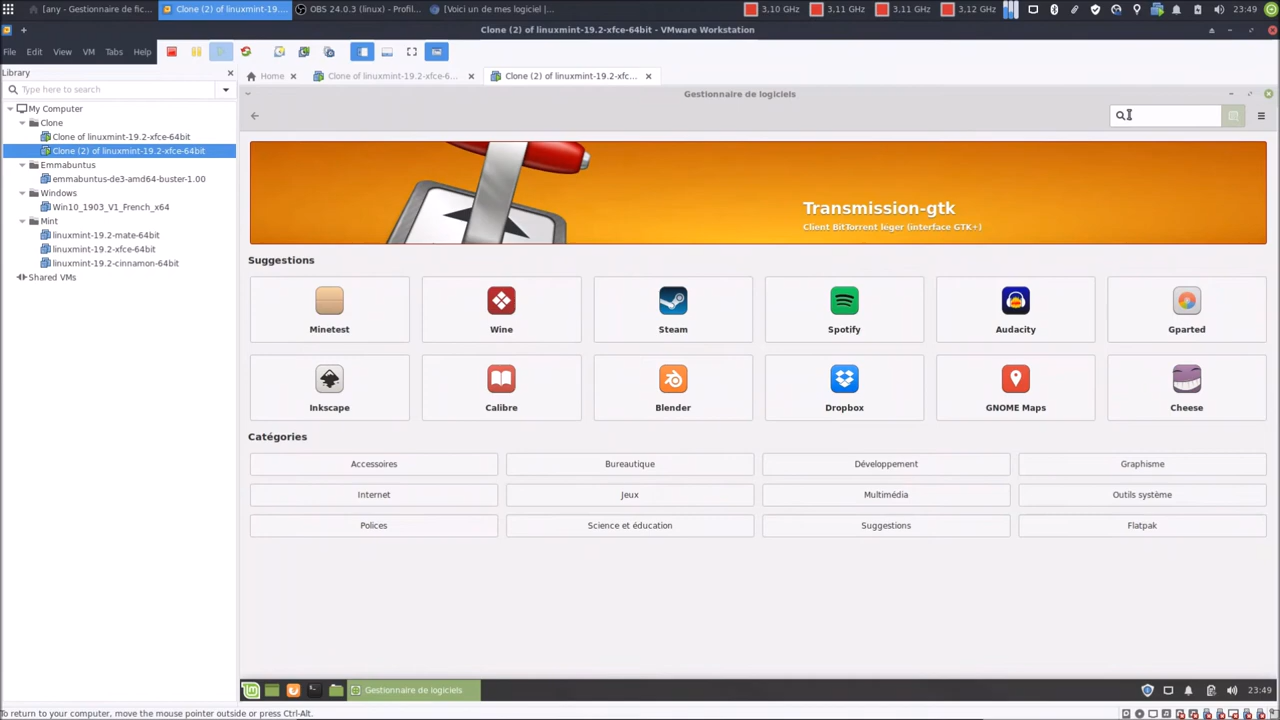 [any - Gestionnaire de fic...
Clone (2) of linuxmint-19.2-...
OBS 24.0.3 (linux) - Profil...
[Voici un de mes logiciel |...
3.10 GHz
3.11 GHz
3.11 GHz
3.12 GHz
23:49
Clone (2) of linuxmint-19.2-xfce-64bit - VMware Workstation
File Edit View VM Tabs Help
Library
Type here to search
My Computer
Clone
Clone of linuxmint-19.2-xfce-64bit
Clone (2) of linuxmint-19.2-xfce-64bit
Emmabuntus
emmabuntus-de3-amd64-buster-1.00
Windows
Win10_1903_V1_French_x64
Mint
linuxmint-19.2-mate-64bit
linuxmint-19.2-xfce-64bit
linuxmint-19.2-cinnamon-64bit
Shared VMs
Home
Clone of linuxmint-19.2-xfce-6...
Clone (2) of linuxmint-19.2-xfc...
Gestionnaire de logiciels
Transmission-gtk
Client BitTorrent léger (interface GTK+)
Suggestions
Minetest
Wine
Steam
Spotify
Audacity
Gparted
Inkscape
Calibre
Blender
Dropbox
GNOME Maps
Cheese
Catégories
Accessoires
Bureautique
Développement
Graphisme
Internet
Jeux
Multimédia
Outils système
Polices
Science et éducation
Suggestions
Flatpak
Gestionnaire de logiciels
23:49
To return to your computer, move the mouse pointer outside or press Ctrl-Alt.